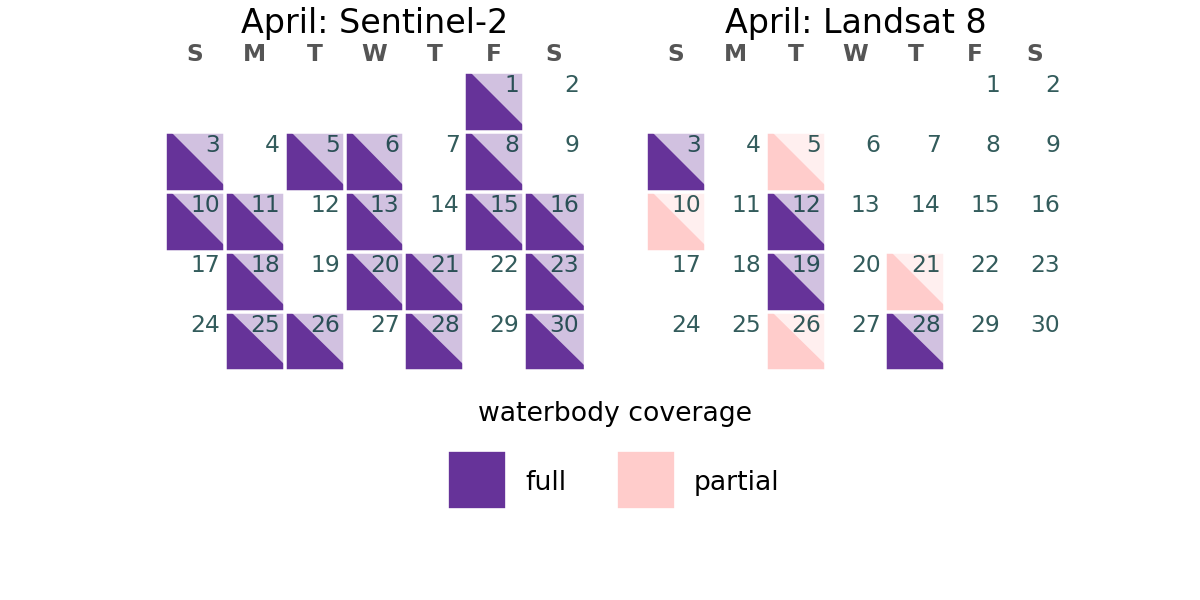 April: Sentinel-2
S M T W T F S
1 2
3 4 5 6 7 8 9
10 11 12 13 14 15 16
17 18 19 20 21 22 23
24 25 26 27 28 29 30
April: Landsat 8
S M T W T F S
1 2
3 4 5 6 7 8 9
10 11 12 13 14 15 16
17 18 19 20 21 22 23
24 25 26 27 28 29 30
waterbody coverage
full
partial